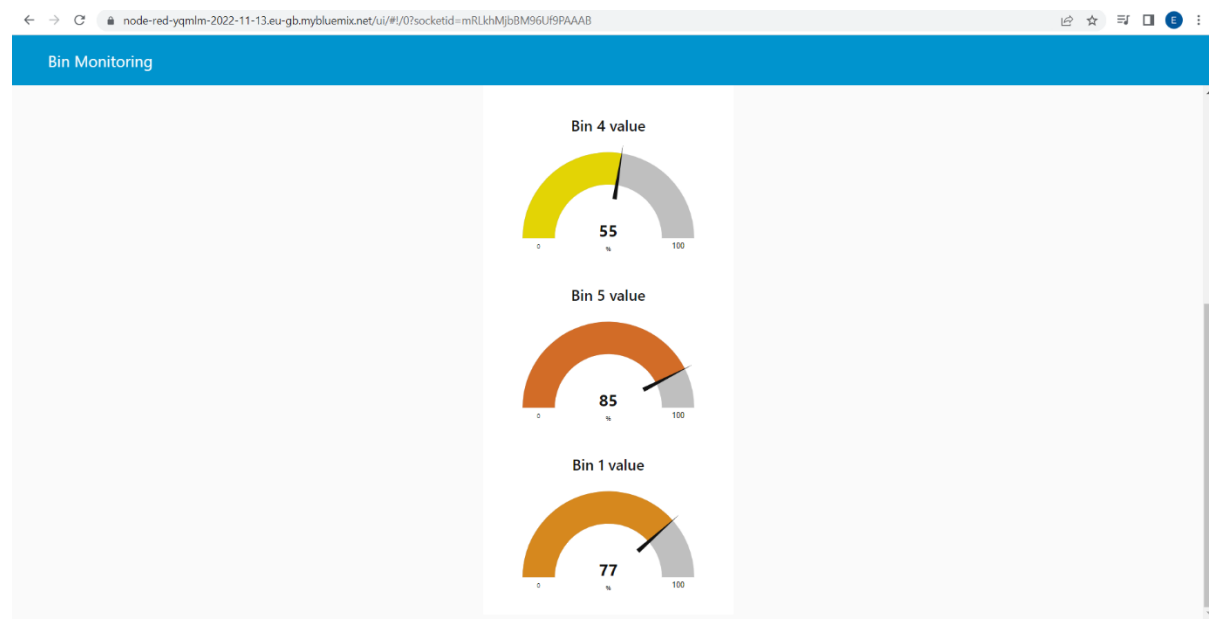 node-red-yqmlm-2022-11-13.eu-gb.mybluemix.net/ui/#!/0?socketid=mRLkhMjbBM96Uf9PAAAB
E
Bin Monitoring
Bin 4 value
55
0 % 100
Bin 5 value
85
0 % 100
Bin 1 value
77
0 % 100